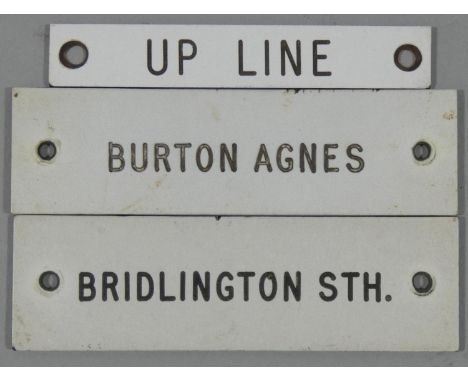 UP LINE
BURTON AGNES
BRIDLINGTON STH.